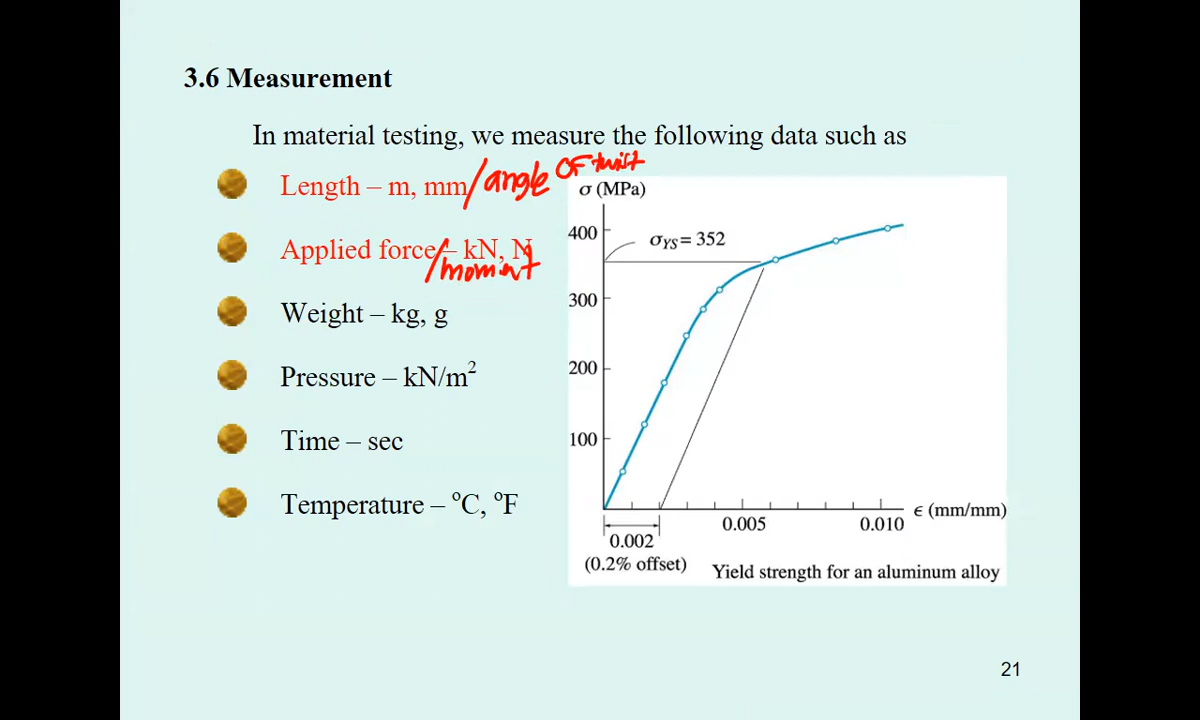 3.6 Measurement
In material testing, we measure the following data such as
Length – m, mm /angle OF twist
Applied force – kN, N
/moment
Weight – kg, g
Pressure – kN/m²
Time – sec
Temperature – ºC, ºF
σ (MPa)
400
σYS = 352
300
200
100
0.002
0.005
0.010
ϵ (mm/mm)
(0.2% offset)
Yield strength for an aluminum alloy
21